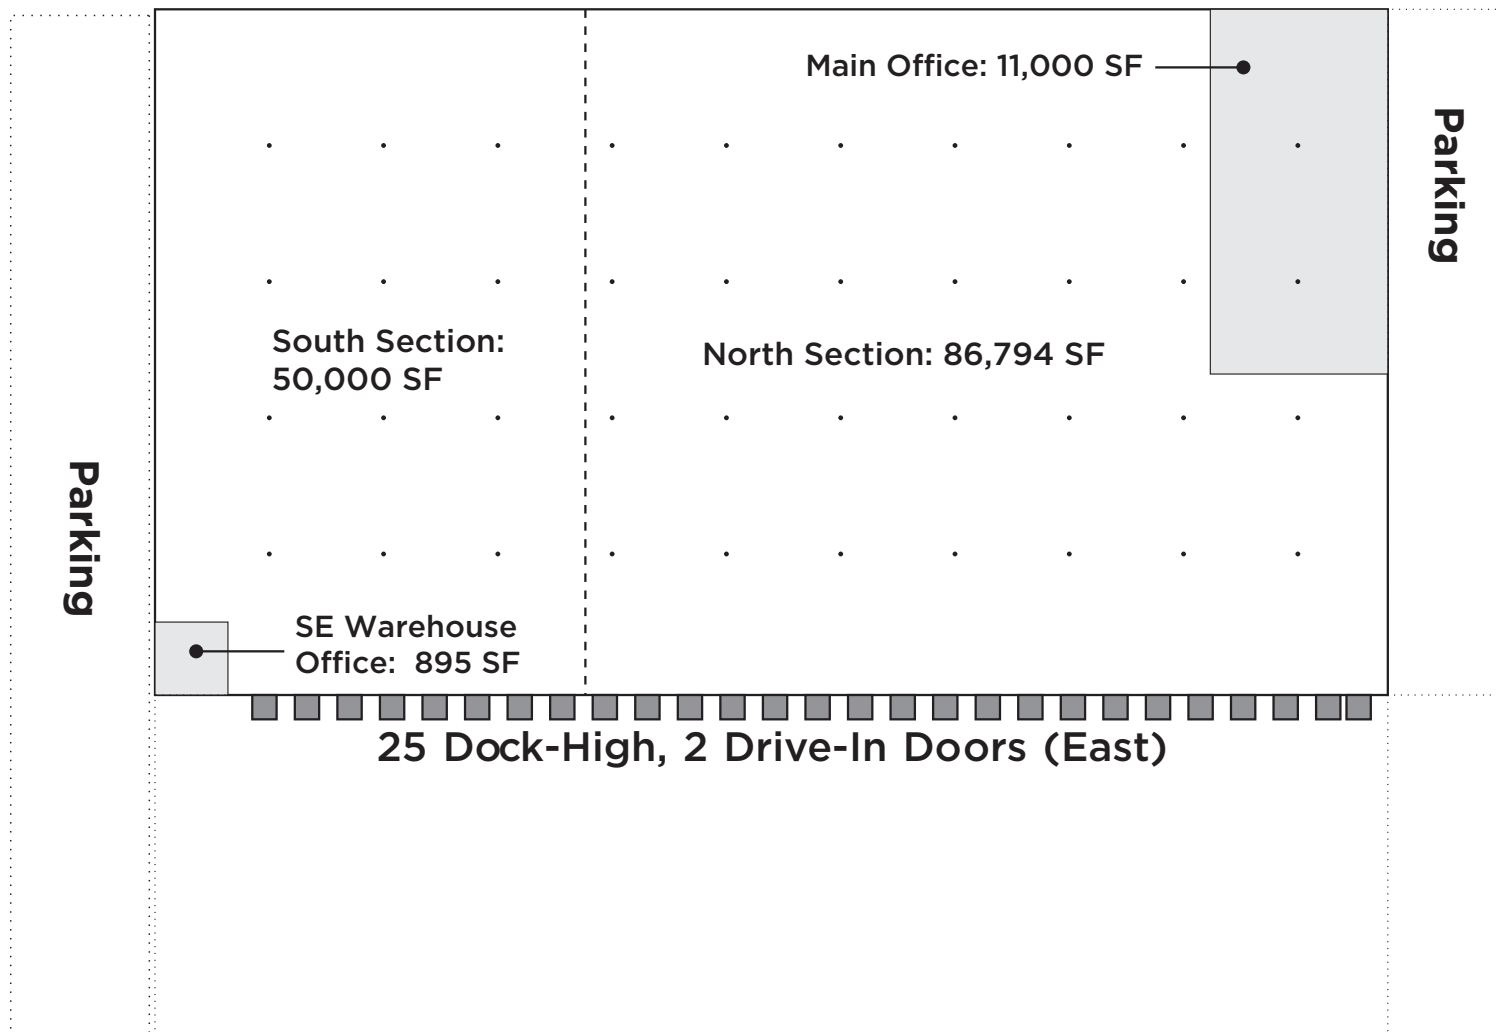 Main Office: 11,000 SF
Parking
South Section:
50,000 SF
North Section: 86,794 SF
Parking
SE Warehouse
Office: 895 SF
25 Dock-High, 2 Drive-In Doors (East)